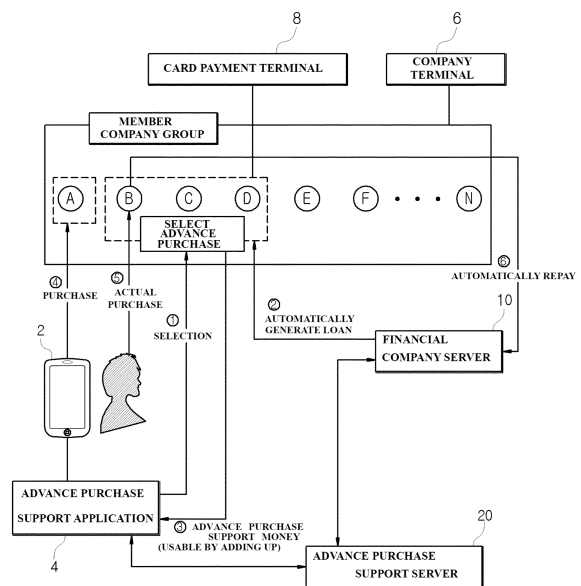 8
6
CARD PAYMENT TERMINAL
COMPANY
TERMINAL
MEMBER
COMPANY GROUP
A
B
C
D
E
F
• • •
N
SELECT
ADVANCE
PURCHASE
④
PURCHASE
⑤
ACTUAL
PURCHASE
①
SELECTION
②
AUTOMATICALLY
GENERATE LOAN
⑥
AUTOMATICALLY REPAY
10
FINANCIAL
COMPANY SERVER
2
ADVANCE PURCHASE
SUPPORT APPLICATION
4
③ ADVANCE PURCHASE
SUPPORT MONEY
(USABLE BY ADDING UP)
20
ADVANCE PURCHASE
SUPPORT SERVER